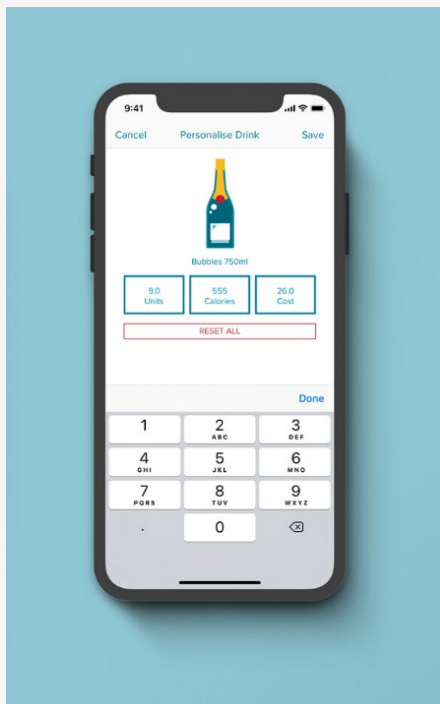 9:41
Cancel Personalise Drink Save
Bubbles 750ml
9.0 555 26.0
Units Calories Cost
RESET ALL
Done
1 2 3
ABC DEF
4 5 6
GHI JKL MNO
7 8 9
PQRS TUV WXYZ
. 0